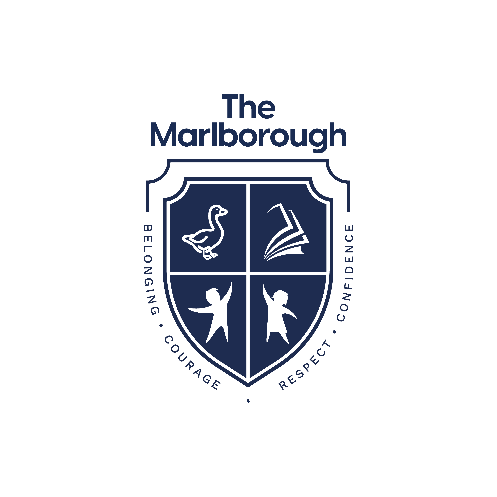 The
Marlborough
BELONGING • COURAGE
RESPECT • CONFIDENCE